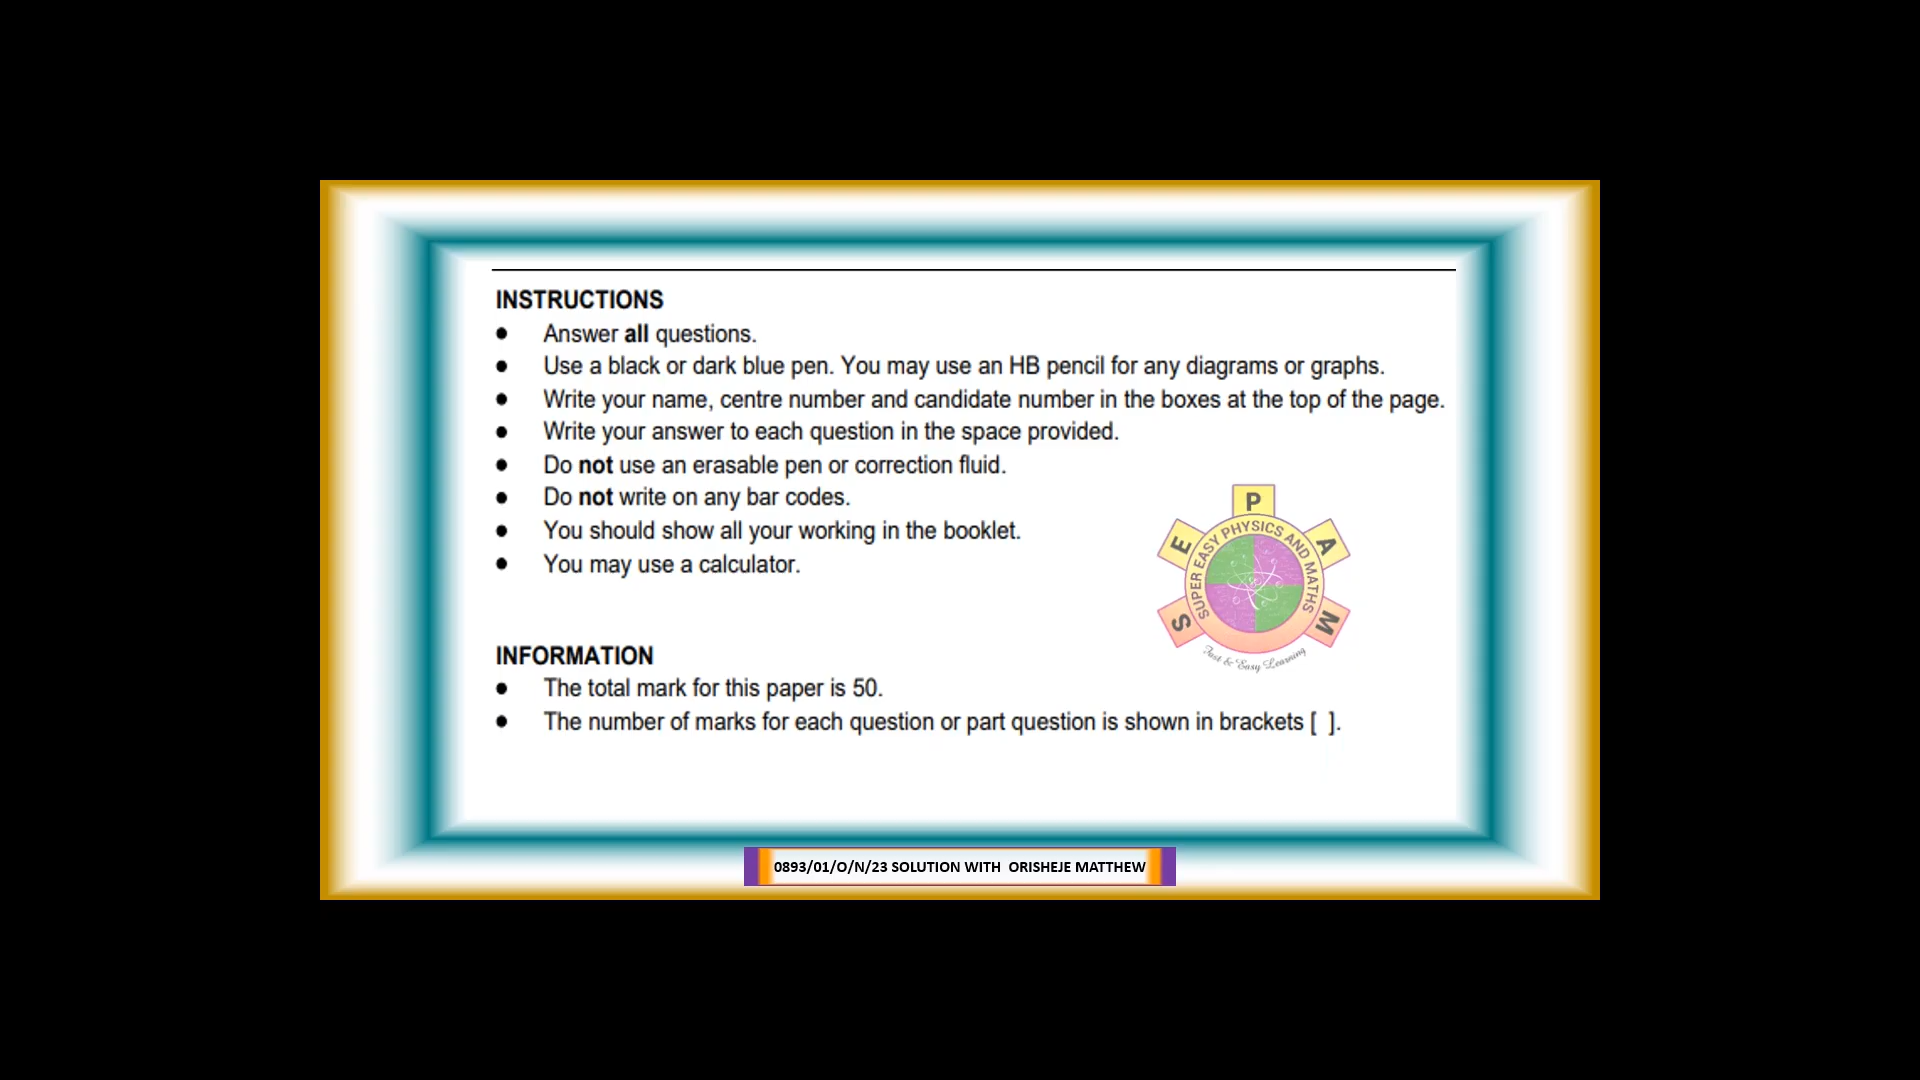 INSTRUCTIONS
● Answer all questions.
● Use a black or dark blue pen. You may use an HB pencil for any diagrams or graphs.
● Write your name, centre number and candidate number in the boxes at the top of the page.
● Write your answer to each question in the space provided.
● Do not use an erasable pen or correction fluid.
● Do not write on any bar codes.
● You should show all your working in the booklet.
● You may use a calculator.
S E P A M
SUPER EASY PHYSICS AND MATHS
Fast & Easy Learning
INFORMATION
● The total mark for this paper is 50.
● The number of marks for each question or part question is shown in brackets [ ].
0893/01/O/N/23 SOLUTION WITH ORISHEJE MATTHEW